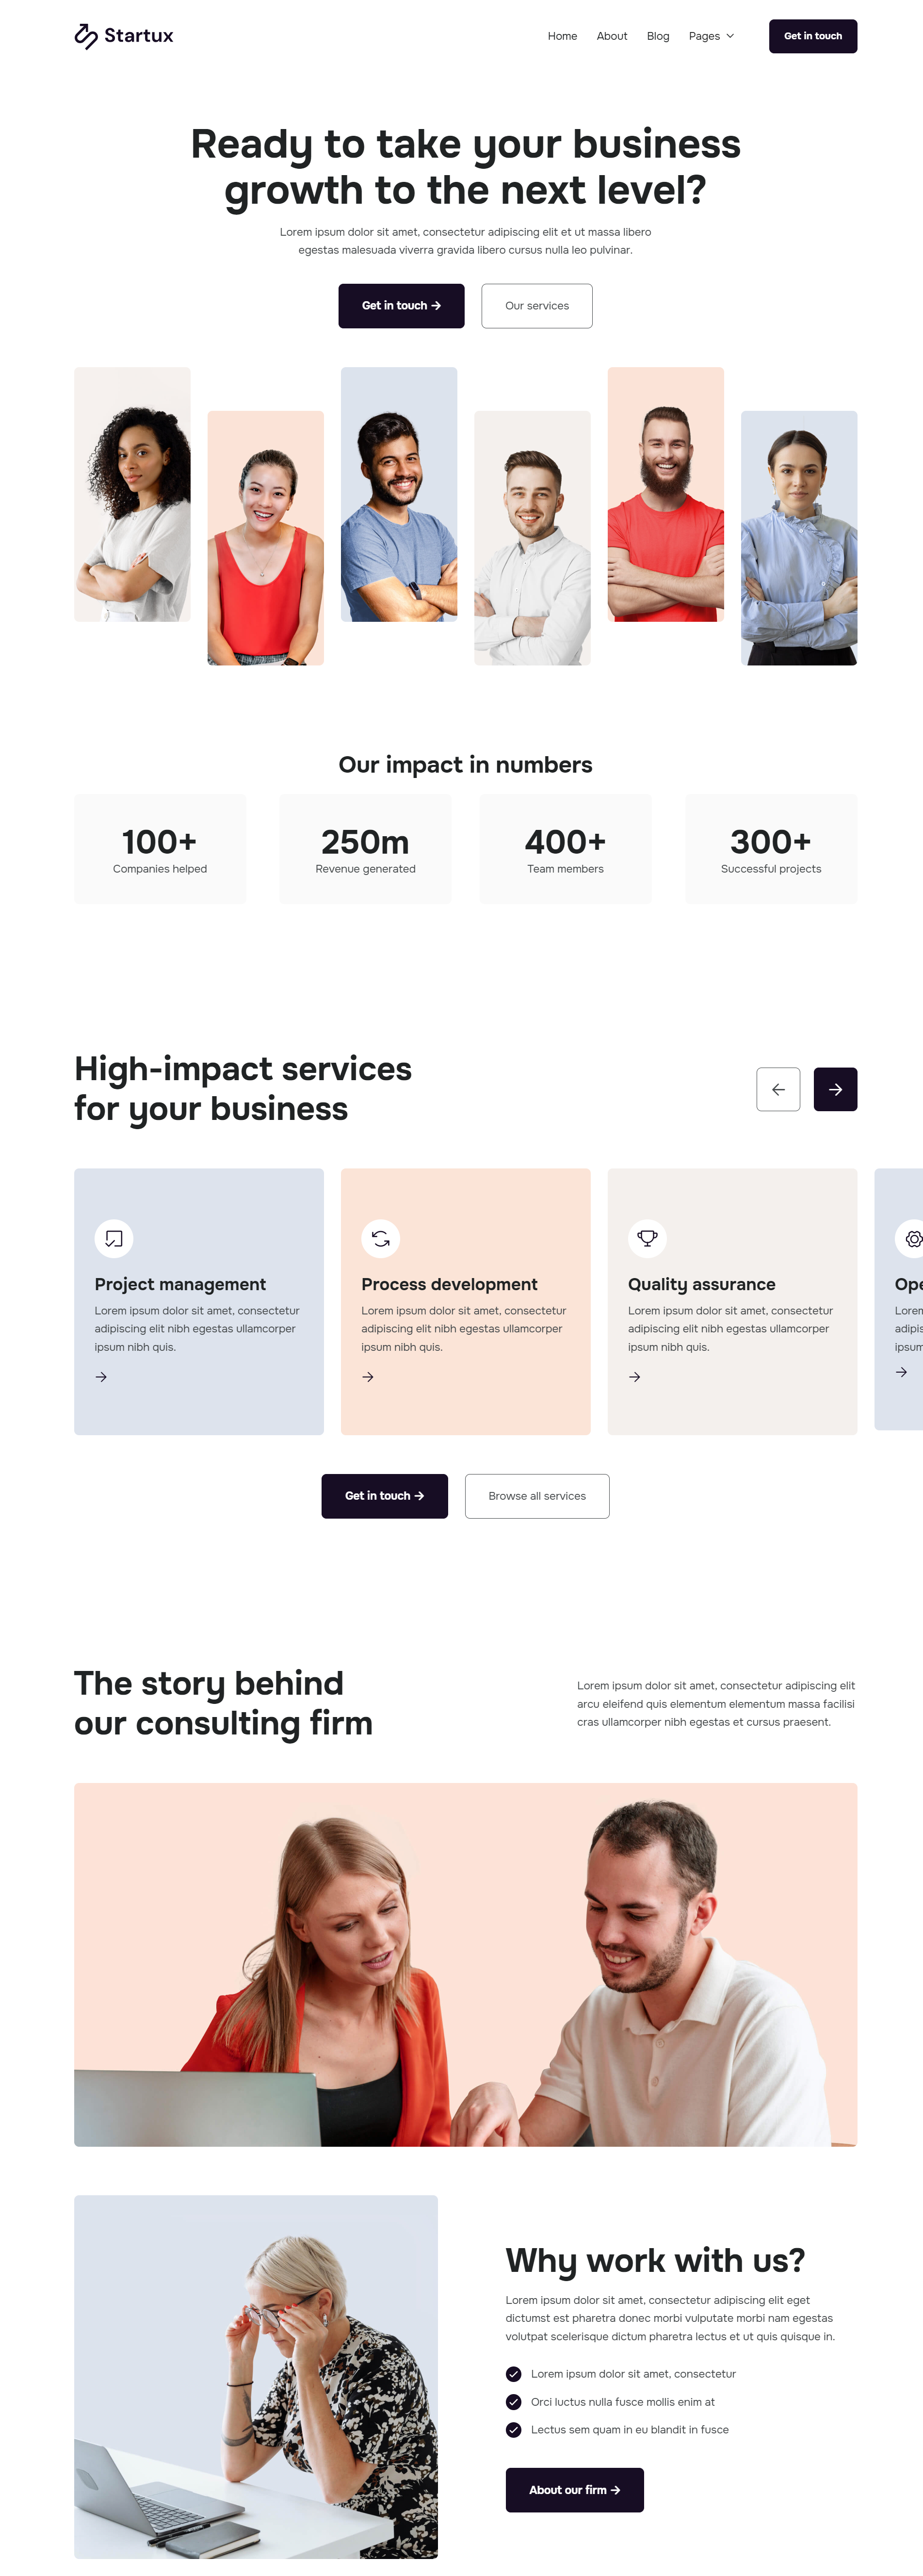 Startux
Home
About
Blog
Pages
Get in touch
Ready to take your business
growth to the next level?
Lorem ipsum dolor sit amet, consectetur adipiscing elit et ut massa libero
egestas malesuada viverra gravida libero cursus nulla leo pulvinar.
Get in touch →
Our services
Our impact in numbers
100+
Companies helped
250m
Revenue generated
400+
Team members
300+
Successful projects
High-impact services
for your business
Project management
Lorem ipsum dolor sit amet, consectetur
adipiscing elit nibh egestas ullamcorper
ipsum nibh quis.
Process development
Lorem ipsum dolor sit amet, consectetur
adipiscing elit nibh egestas ullamcorper
ipsum nibh quis.
Quality assurance
Lorem ipsum dolor sit amet, consectetur
adipiscing elit nibh egestas ullamcorper
ipsum nibh quis.
Ope
Lorem
adipis
ipsum
Get in touch →
Browse all services
The story behind
our consulting firm
Lorem ipsum dolor sit amet, consectetur adipiscing elit
arcu eleifend quis elementum elementum massa facilisi
cras ullamcorper nibh egestas et cursus praesent.
Why work with us?
Lorem ipsum dolor sit amet, consectetur adipiscing elit eget
dictumst est pharetra donec morbi vulputate morbi nam egestas
volutpat scelerisque dictum pharetra lectus et ut quis quisque in.
Lorem ipsum dolor sit amet, consectetur
Orci luctus nulla fusce mollis enim at
Lectus sem quam in eu blandit in fusce
About our firm →